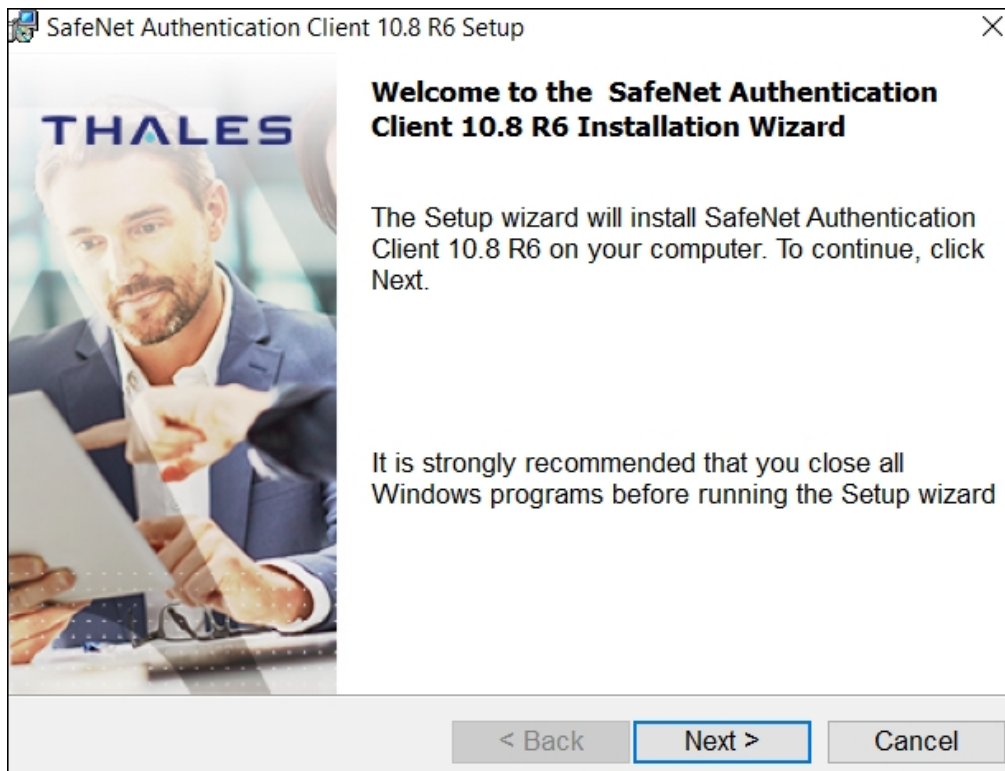 SafeNet Authentication Client 10.8 R6 Setup
THALES
Welcome to the  SafeNet Authentication
Client 10.8 R6 Installation Wizard
The Setup wizard will install SafeNet Authentication
Client 10.8 R6 on your computer. To continue, click
Next.
It is strongly recommended that you close all
Windows programs before running the Setup wizard
< Back
Next >
Cancel